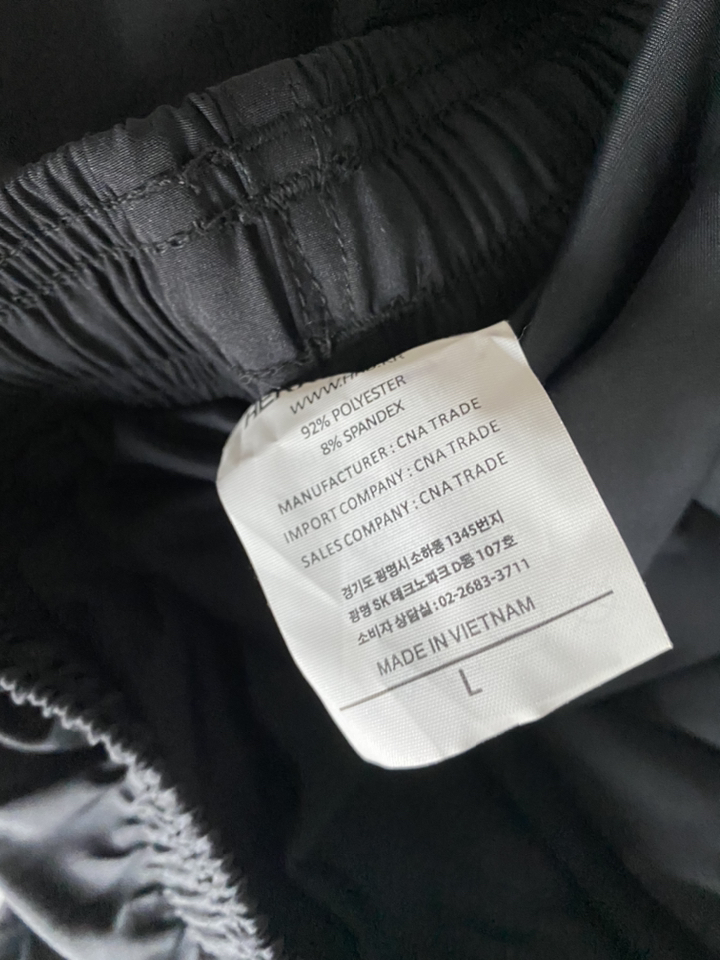 92% POLYESTER
8% SPANDEX
MANUFACTURER : CNA TRADE
IMPORT COMPANY : CNA TRADE
SALES COMPANY : CNA TRADE
경기도 광명시 소하동 1345번지
광명 SK 테크노파크 D동 107호
소비자 상담실 : 02-2683-3711
MADE IN VIETNAM
L